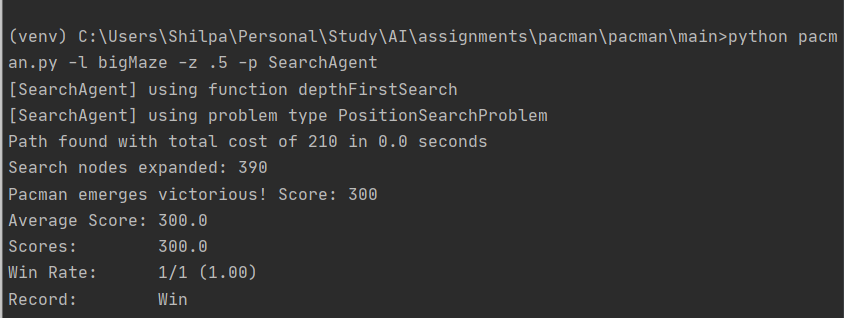 (venv) C:\Users\Shilpa\Personal\Study\AI\assignments\pacman\pacman\main>python pacm
an.py -l bigMaze -z .5 -p SearchAgent
[SearchAgent] using function depthFirstSearch
[SearchAgent] using problem type PositionSearchProblem
Path found with total cost of 210 in 0.0 seconds
Search nodes expanded: 390
Pacman emerges victorious! Score: 300
Average Score: 300.0
Scores:        300.0
Win Rate:      1/1 (1.00)
Record:        Win